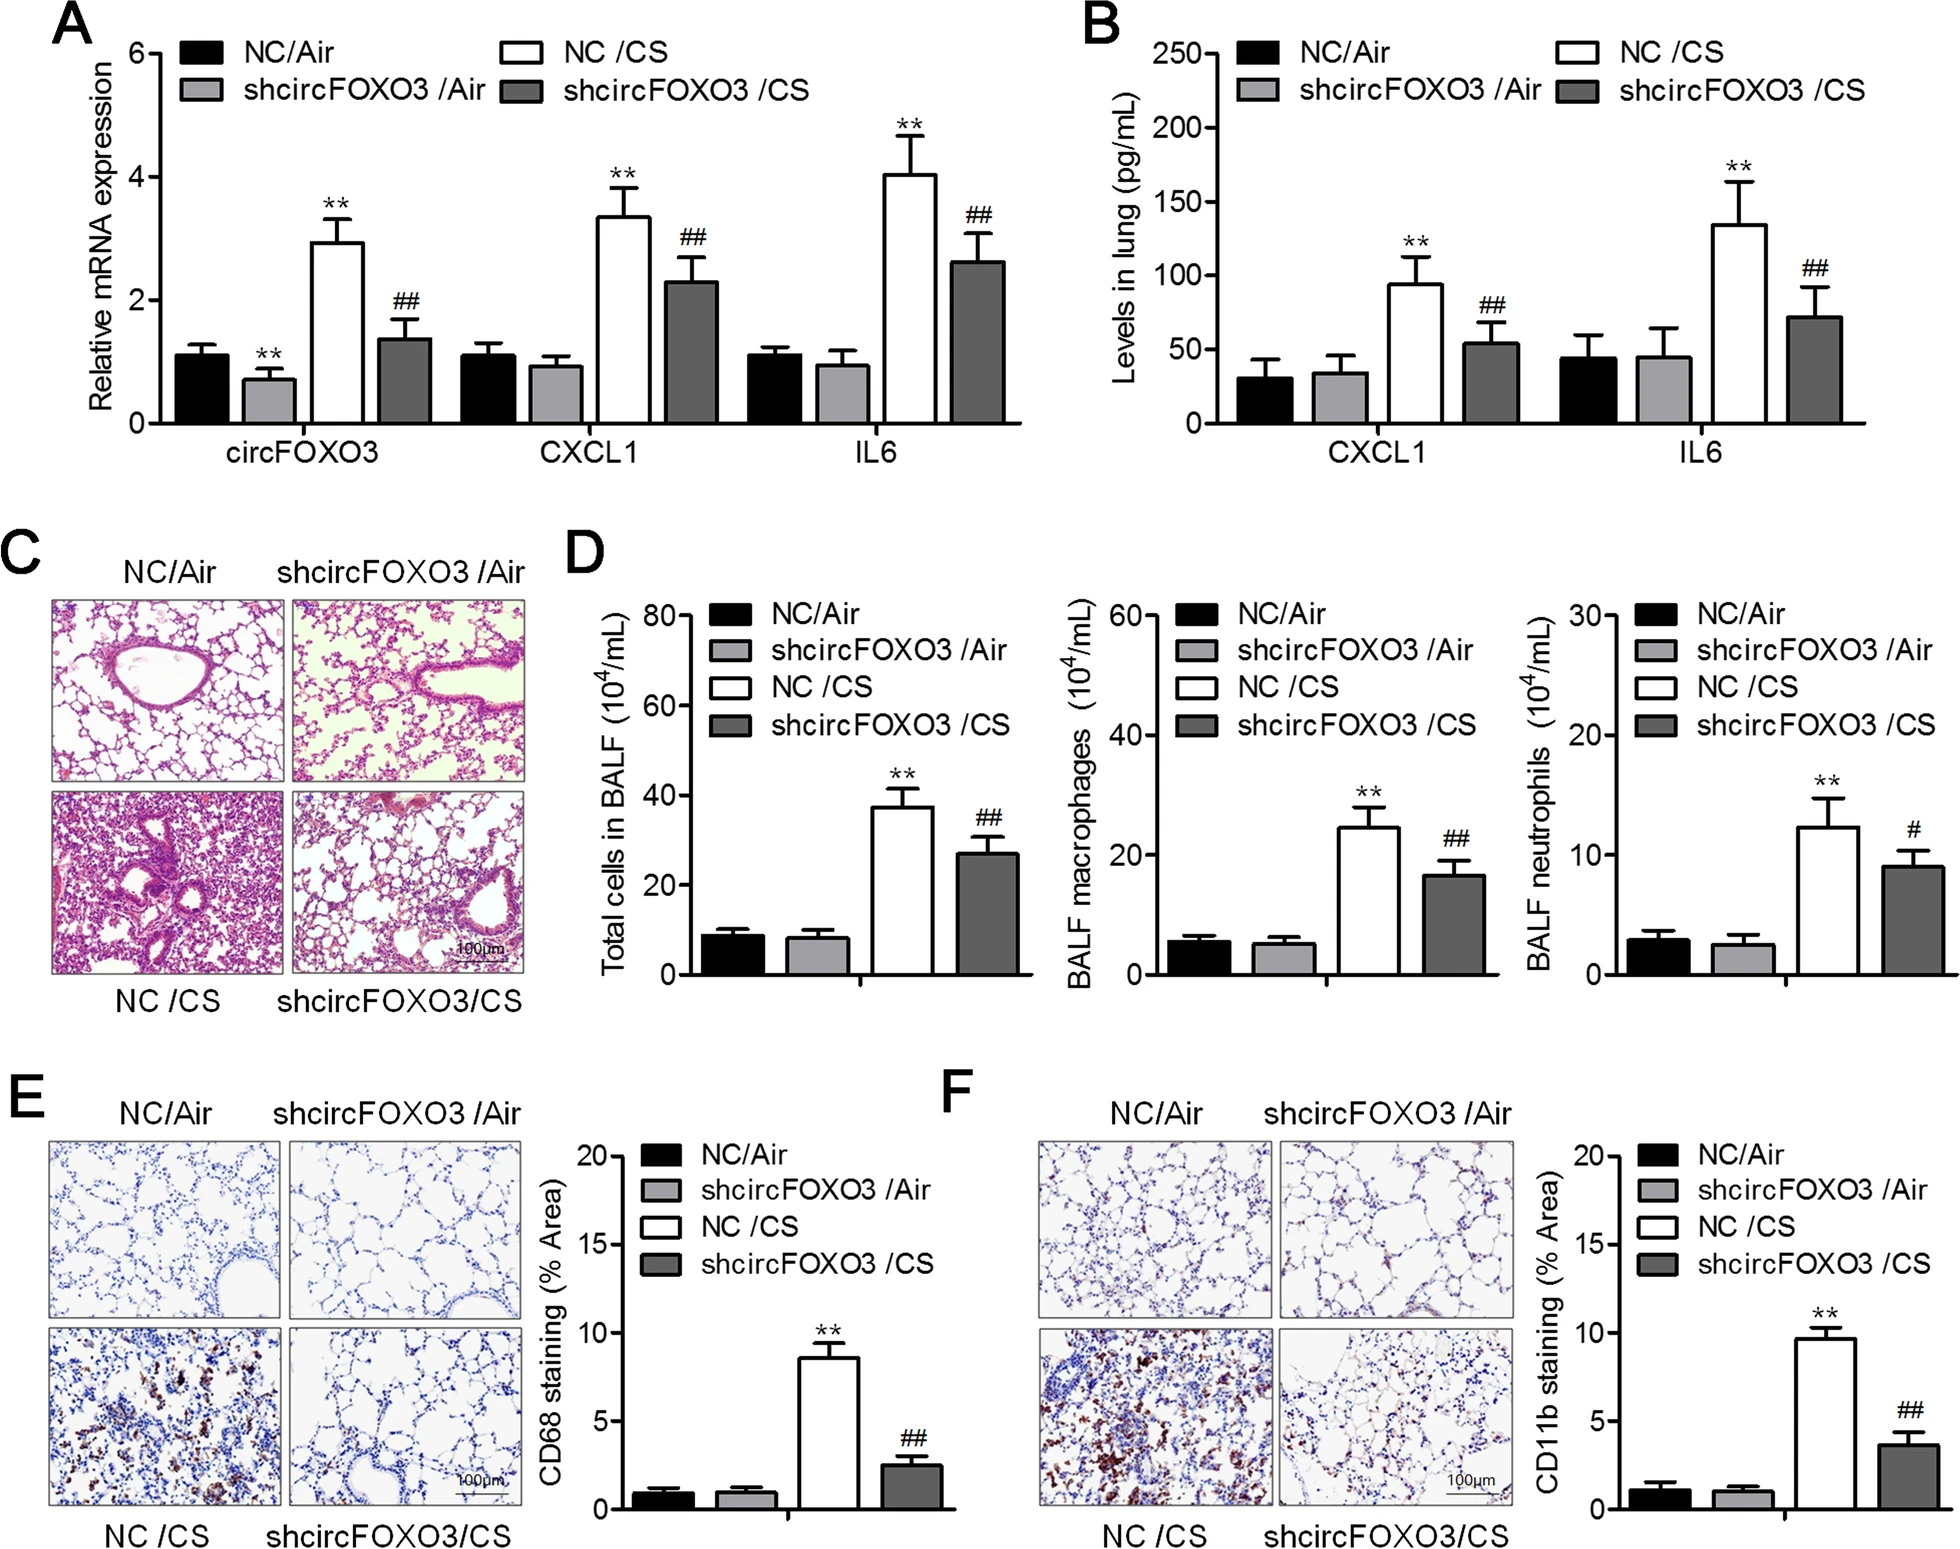 A
NC/Air
NC /CS
shcircFOXO3 /Air
shcircFOXO3 /CS
Relative mRNA expression
6
4
2
0
**
**
##
**
##
**
##
circFOXO3
CXCL1
IL6
B
NC/Air
NC /CS
shcircFOXO3 /Air
shcircFOXO3 /CS
Levels in lung (pg/mL)
250
200
150
100
50
0
**
##
**
##
CXCL1
IL6
C
NC/Air
shcircFOXO3 /Air
100μm
NC /CS
shcircFOXO3/CS
D
Total cells in BALF (10⁴/mL)
80
60
40
20
0
NC/Air
shcircFOXO3 /Air
NC /CS
shcircFOXO3 /CS
**
##
BALF macrophages (10⁴/mL)
60
40
20
0
NC/Air
shcircFOXO3 /Air
NC /CS
shcircFOXO3 /CS
**
##
BALF neutrophils (10⁴/mL)
30
20
10
0
NC/Air
shcircFOXO3 /Air
NC /CS
shcircFOXO3 /CS
**
#
E
NC/Air
shcircFOXO3 /Air
100μm
NC /CS
shcircFOXO3/CS
CD68 staining (% Area)
20
15
10
5
0
NC/Air
shcircFOXO3 /Air
NC /CS
shcircFOXO3 /CS
**
##
F
NC/Air
shcircFOXO3 /Air
100μm
NC /CS
shcircFOXO3/CS
CD11b staining (% Area)
20
15
10
5
0
NC/Air
shcircFOXO3 /Air
NC /CS
shcircFOXO3 /CS
**
##